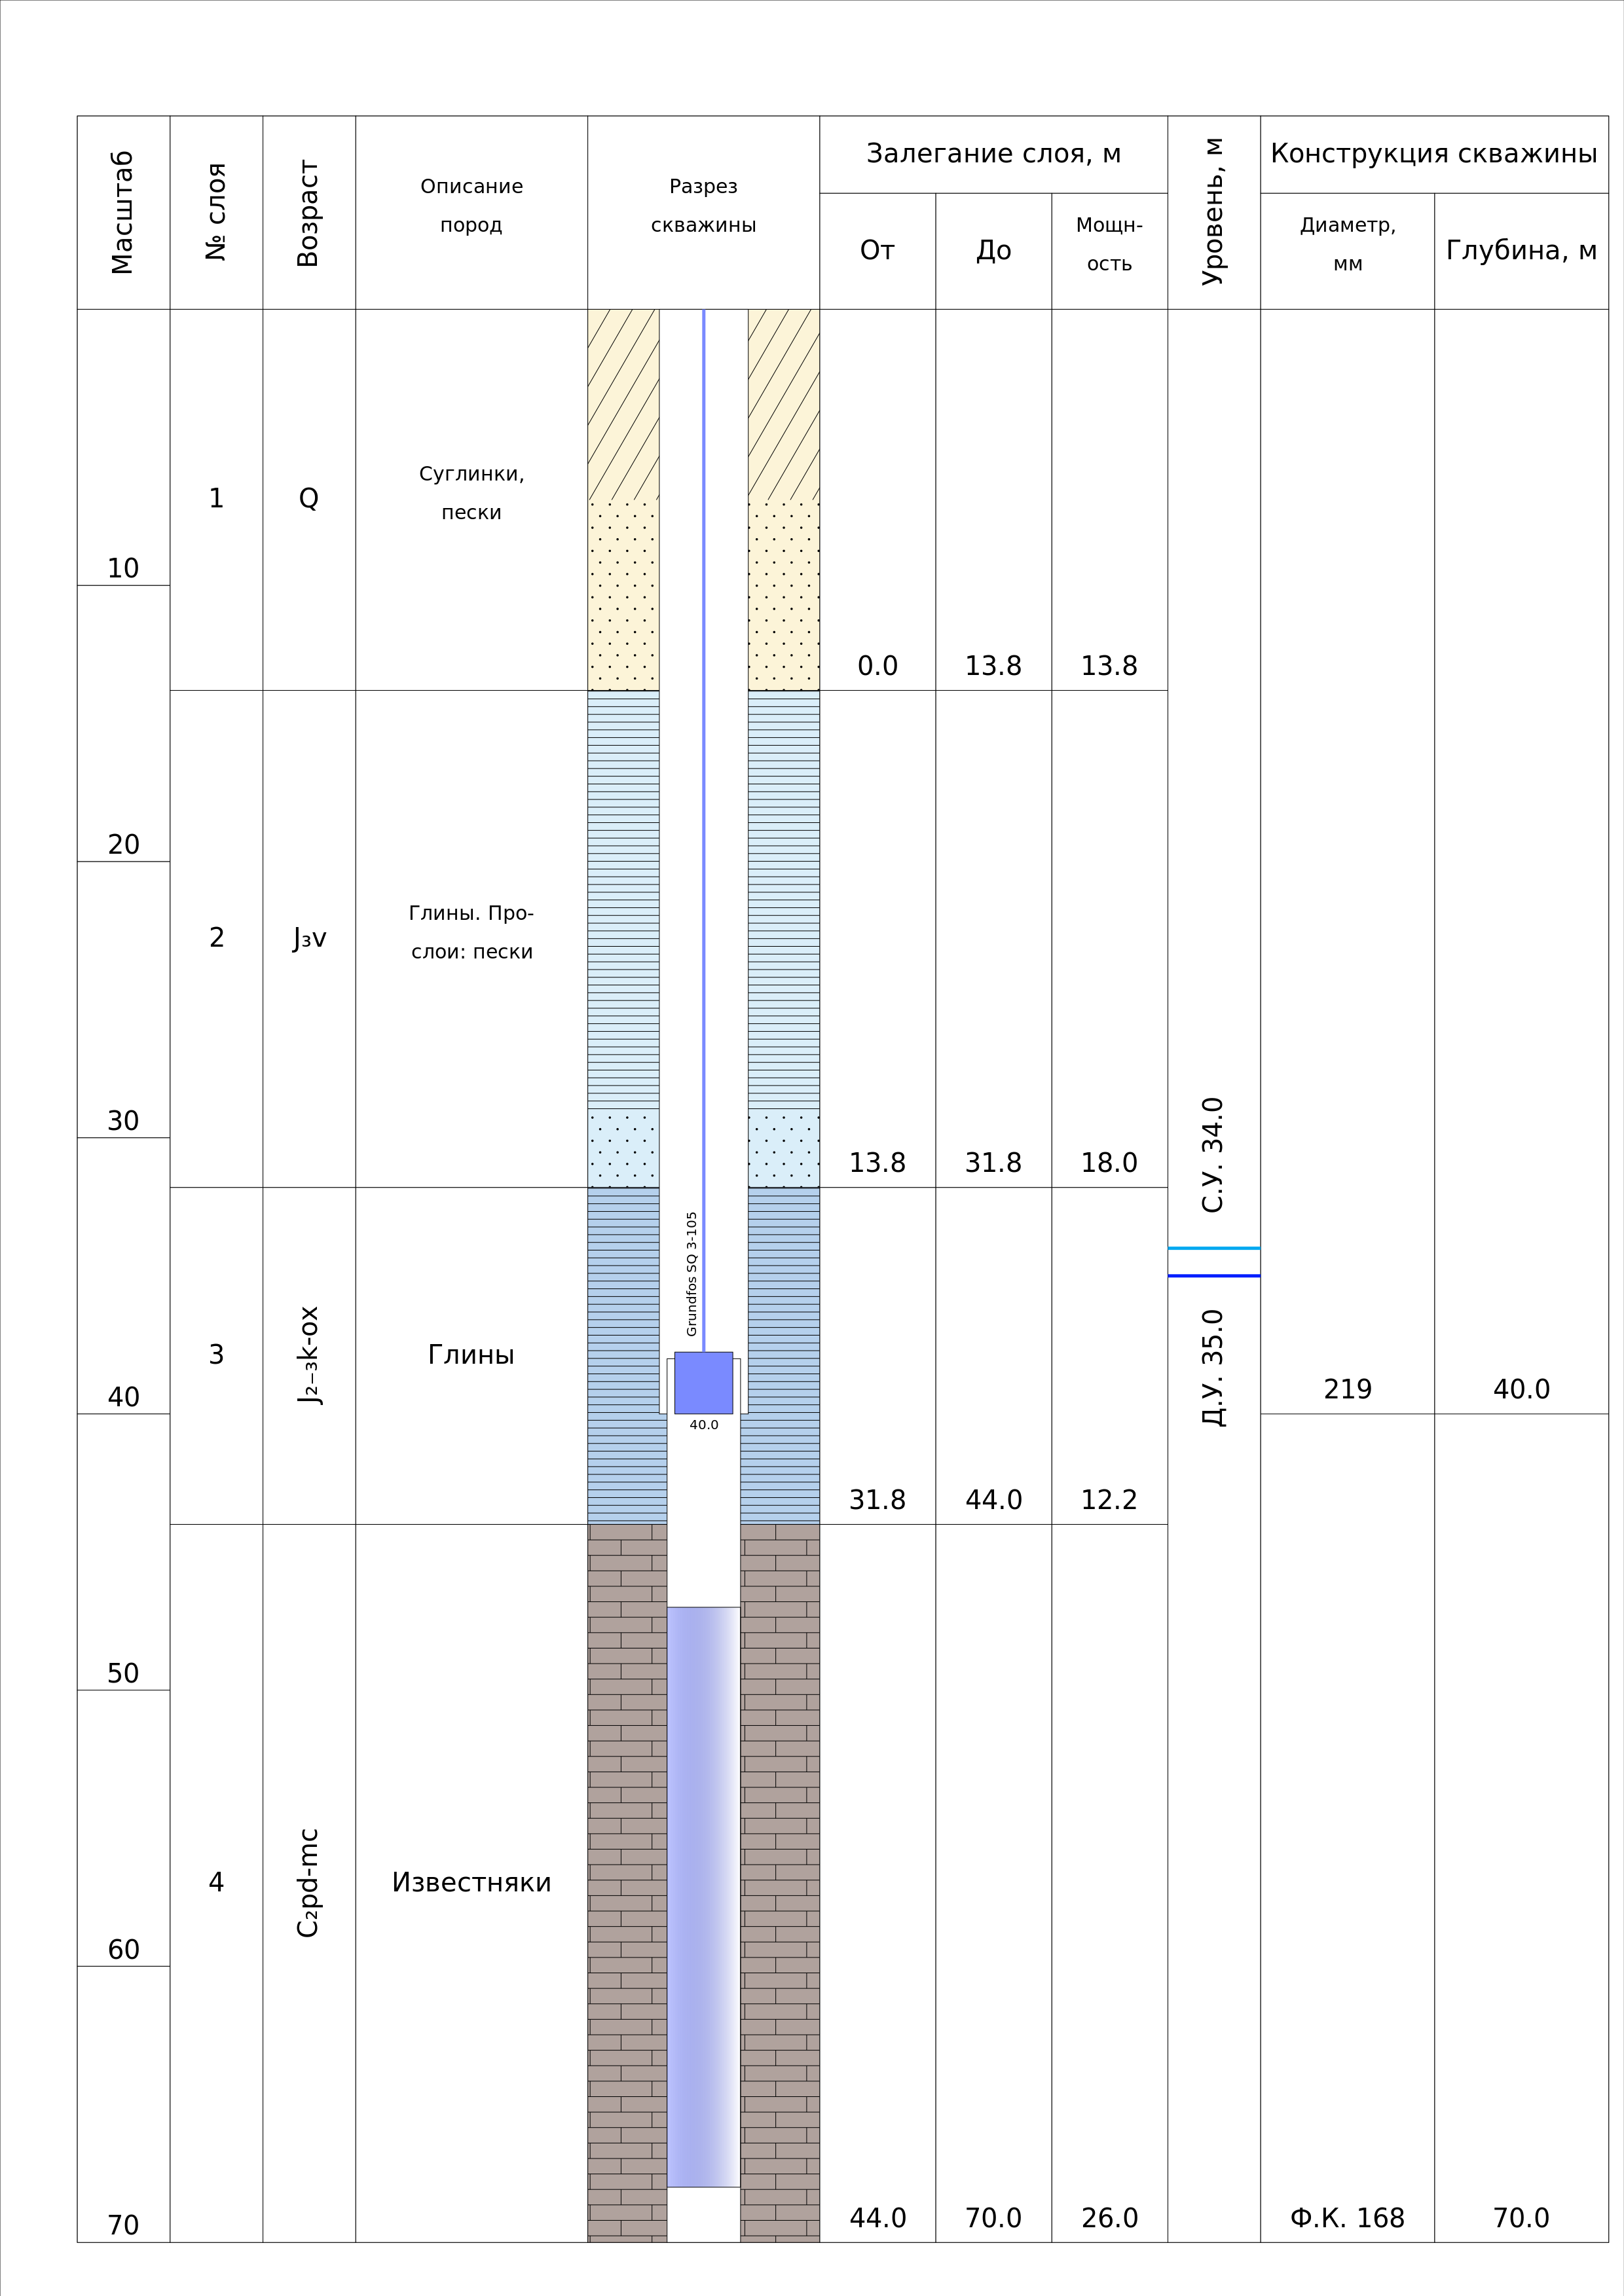 Масштаб
№ слоя
Возраст
Описание
пород
Разрез
скважины
Залегание слоя, м
От
До
Мощн-
ость
Уровень, м
Конструкция скважины
Диаметр,
мм
Глубина, м
10
20
30
40
50
60
70
1
Q
Суглинки,
пески
0.0
13.8
13.8
2
J₃v
Глины. Про-
слои: пески
13.8
31.8
18.0
3
J₂₋₃k-ox
Глины
31.8
44.0
12.2
4
C₂pd-mc
Известняки
44.0
70.0
26.0
Grundfos SQ 3-105
40.0
С.У. 34.0
Д.У. 35.0
219
40.0
Ф.К. 168
70.0